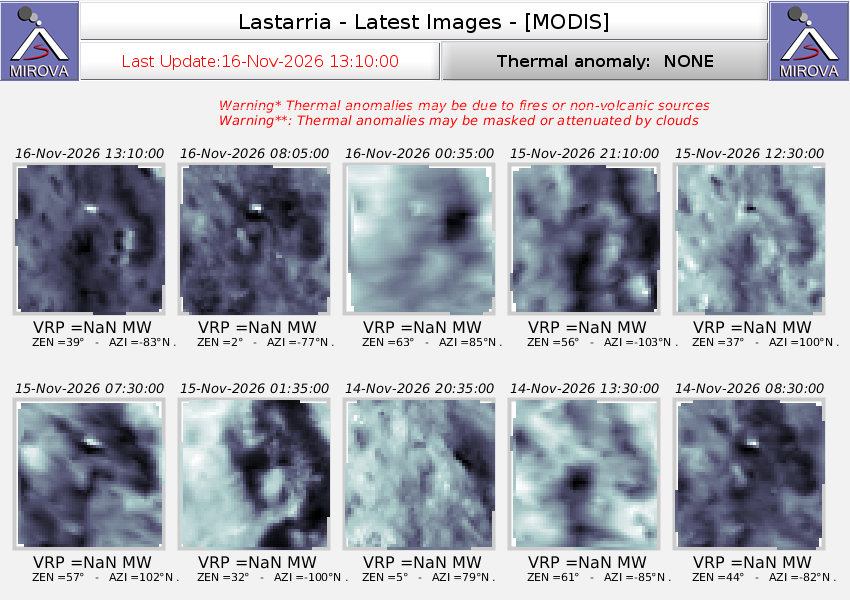 Lastarria - Latest Images - [MODIS]
MIROVA
Last Update:16-Nov-2026 13:10:00
Thermal anomaly: NONE
MIROVA
Warning* Thermal anomalies may be due to fires or non-volcanic sources
Warning**: Thermal anomalies may be masked or attenuated by clouds
16-Nov-2026 13:10:00
16-Nov-2026 08:05:00
16-Nov-2026 00:35:00
15-Nov-2026 21:10:00
15-Nov-2026 12:30:00
VRP =NaN MW
VRP =NaN MW
VRP =NaN MW
VRP =NaN MW
VRP =NaN MW
ZEN =39° - AZI =-83°N .
ZEN =2° - AZI =-77°N .
ZEN =63° - AZI =85°N .
ZEN =56° - AZI =-103°N .
ZEN =37° - AZI =100°N .
15-Nov-2026 07:30:00
15-Nov-2026 01:35:00
14-Nov-2026 20:35:00
14-Nov-2026 13:30:00
14-Nov-2026 08:30:00
VRP =NaN MW
VRP =NaN MW
VRP =NaN MW
VRP =NaN MW
VRP =NaN MW
ZEN =57° - AZI =102°N .
ZEN =32° - AZI =-100°N .
ZEN =5° - AZI =79°N .
ZEN =61° - AZI =-85°N .
ZEN =44° - AZI =-82°N .